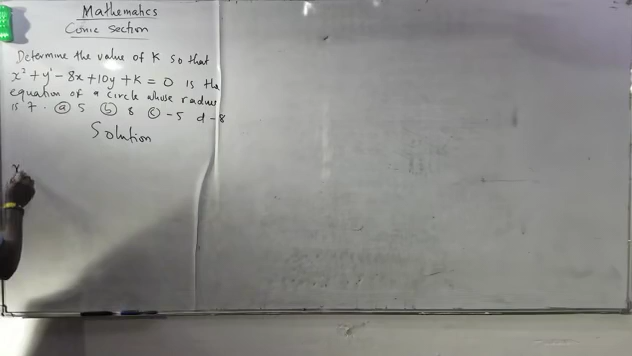 Mathematics
Conic Section
Determine the value of K so that
x² + y² - 8x + 10y + K = 0 is the
equation of a circle whose radius
is 7. (a) 5 (b) 8 (c) -5 d -8
Solution
x